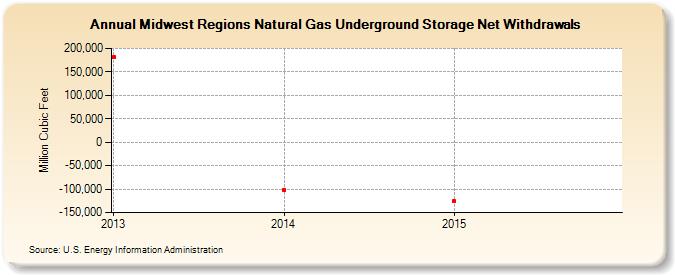 Annual Midwest Regions Natural Gas Underground Storage Net Withdrawals
Million Cubic Feet
200,000
150,000
100,000
50,000
0
-50,000
-100,000
-150,000
2013 2014 2015
Source: U.S. Energy Information Administration